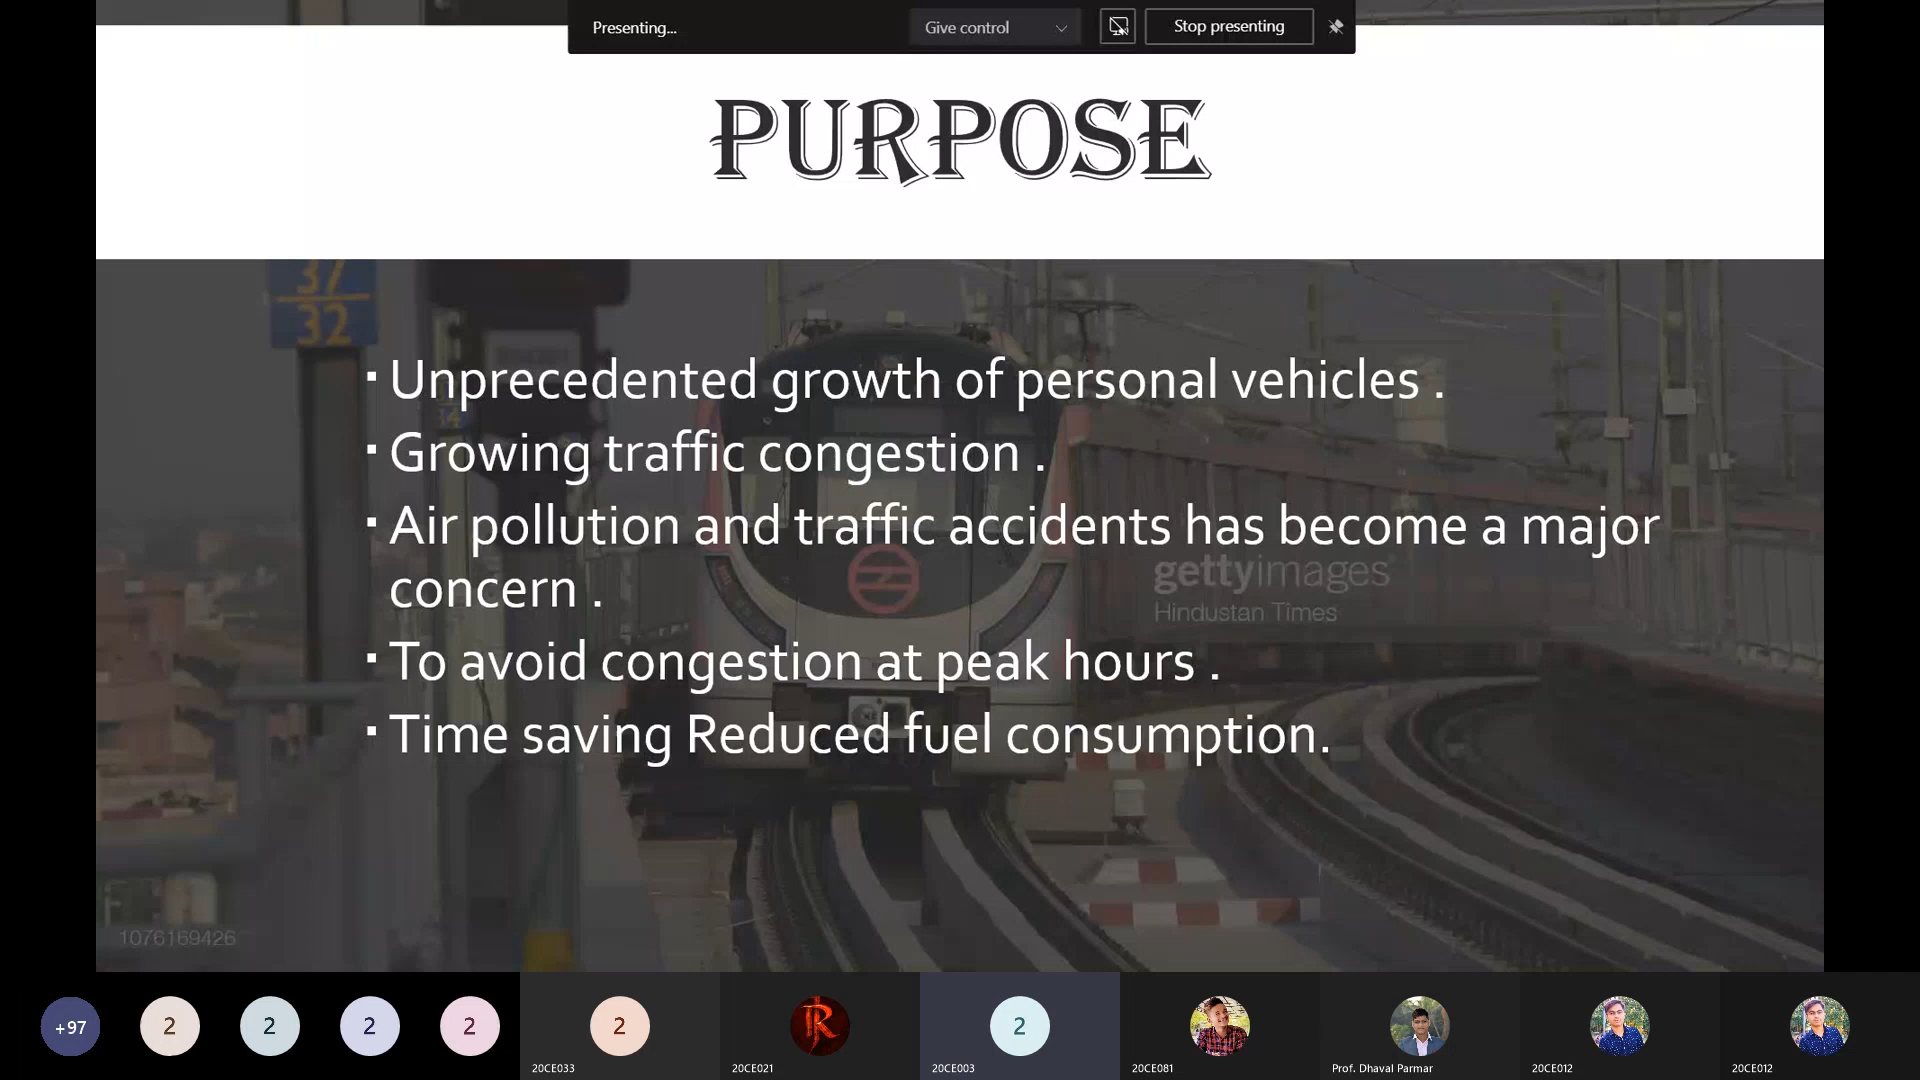 Presenting...
Give control
Stop presenting
PURPOSE
37
32
14
▪ Unprecedented growth of personal vehicles .
▪ Growing traffic congestion .
▪ Air pollution and traffic accidents has become a major
concern .
▪ To avoid congestion at peak hours .
▪ Time saving Reduced fuel consumption.
gettyimages®
Hindustan Times
1076169426
+97
2
2
2
2
2
20CE033
R
20CE021
2
20CE003
20CE081
Prof. Dhaval Parmar
20CE012
20CE012